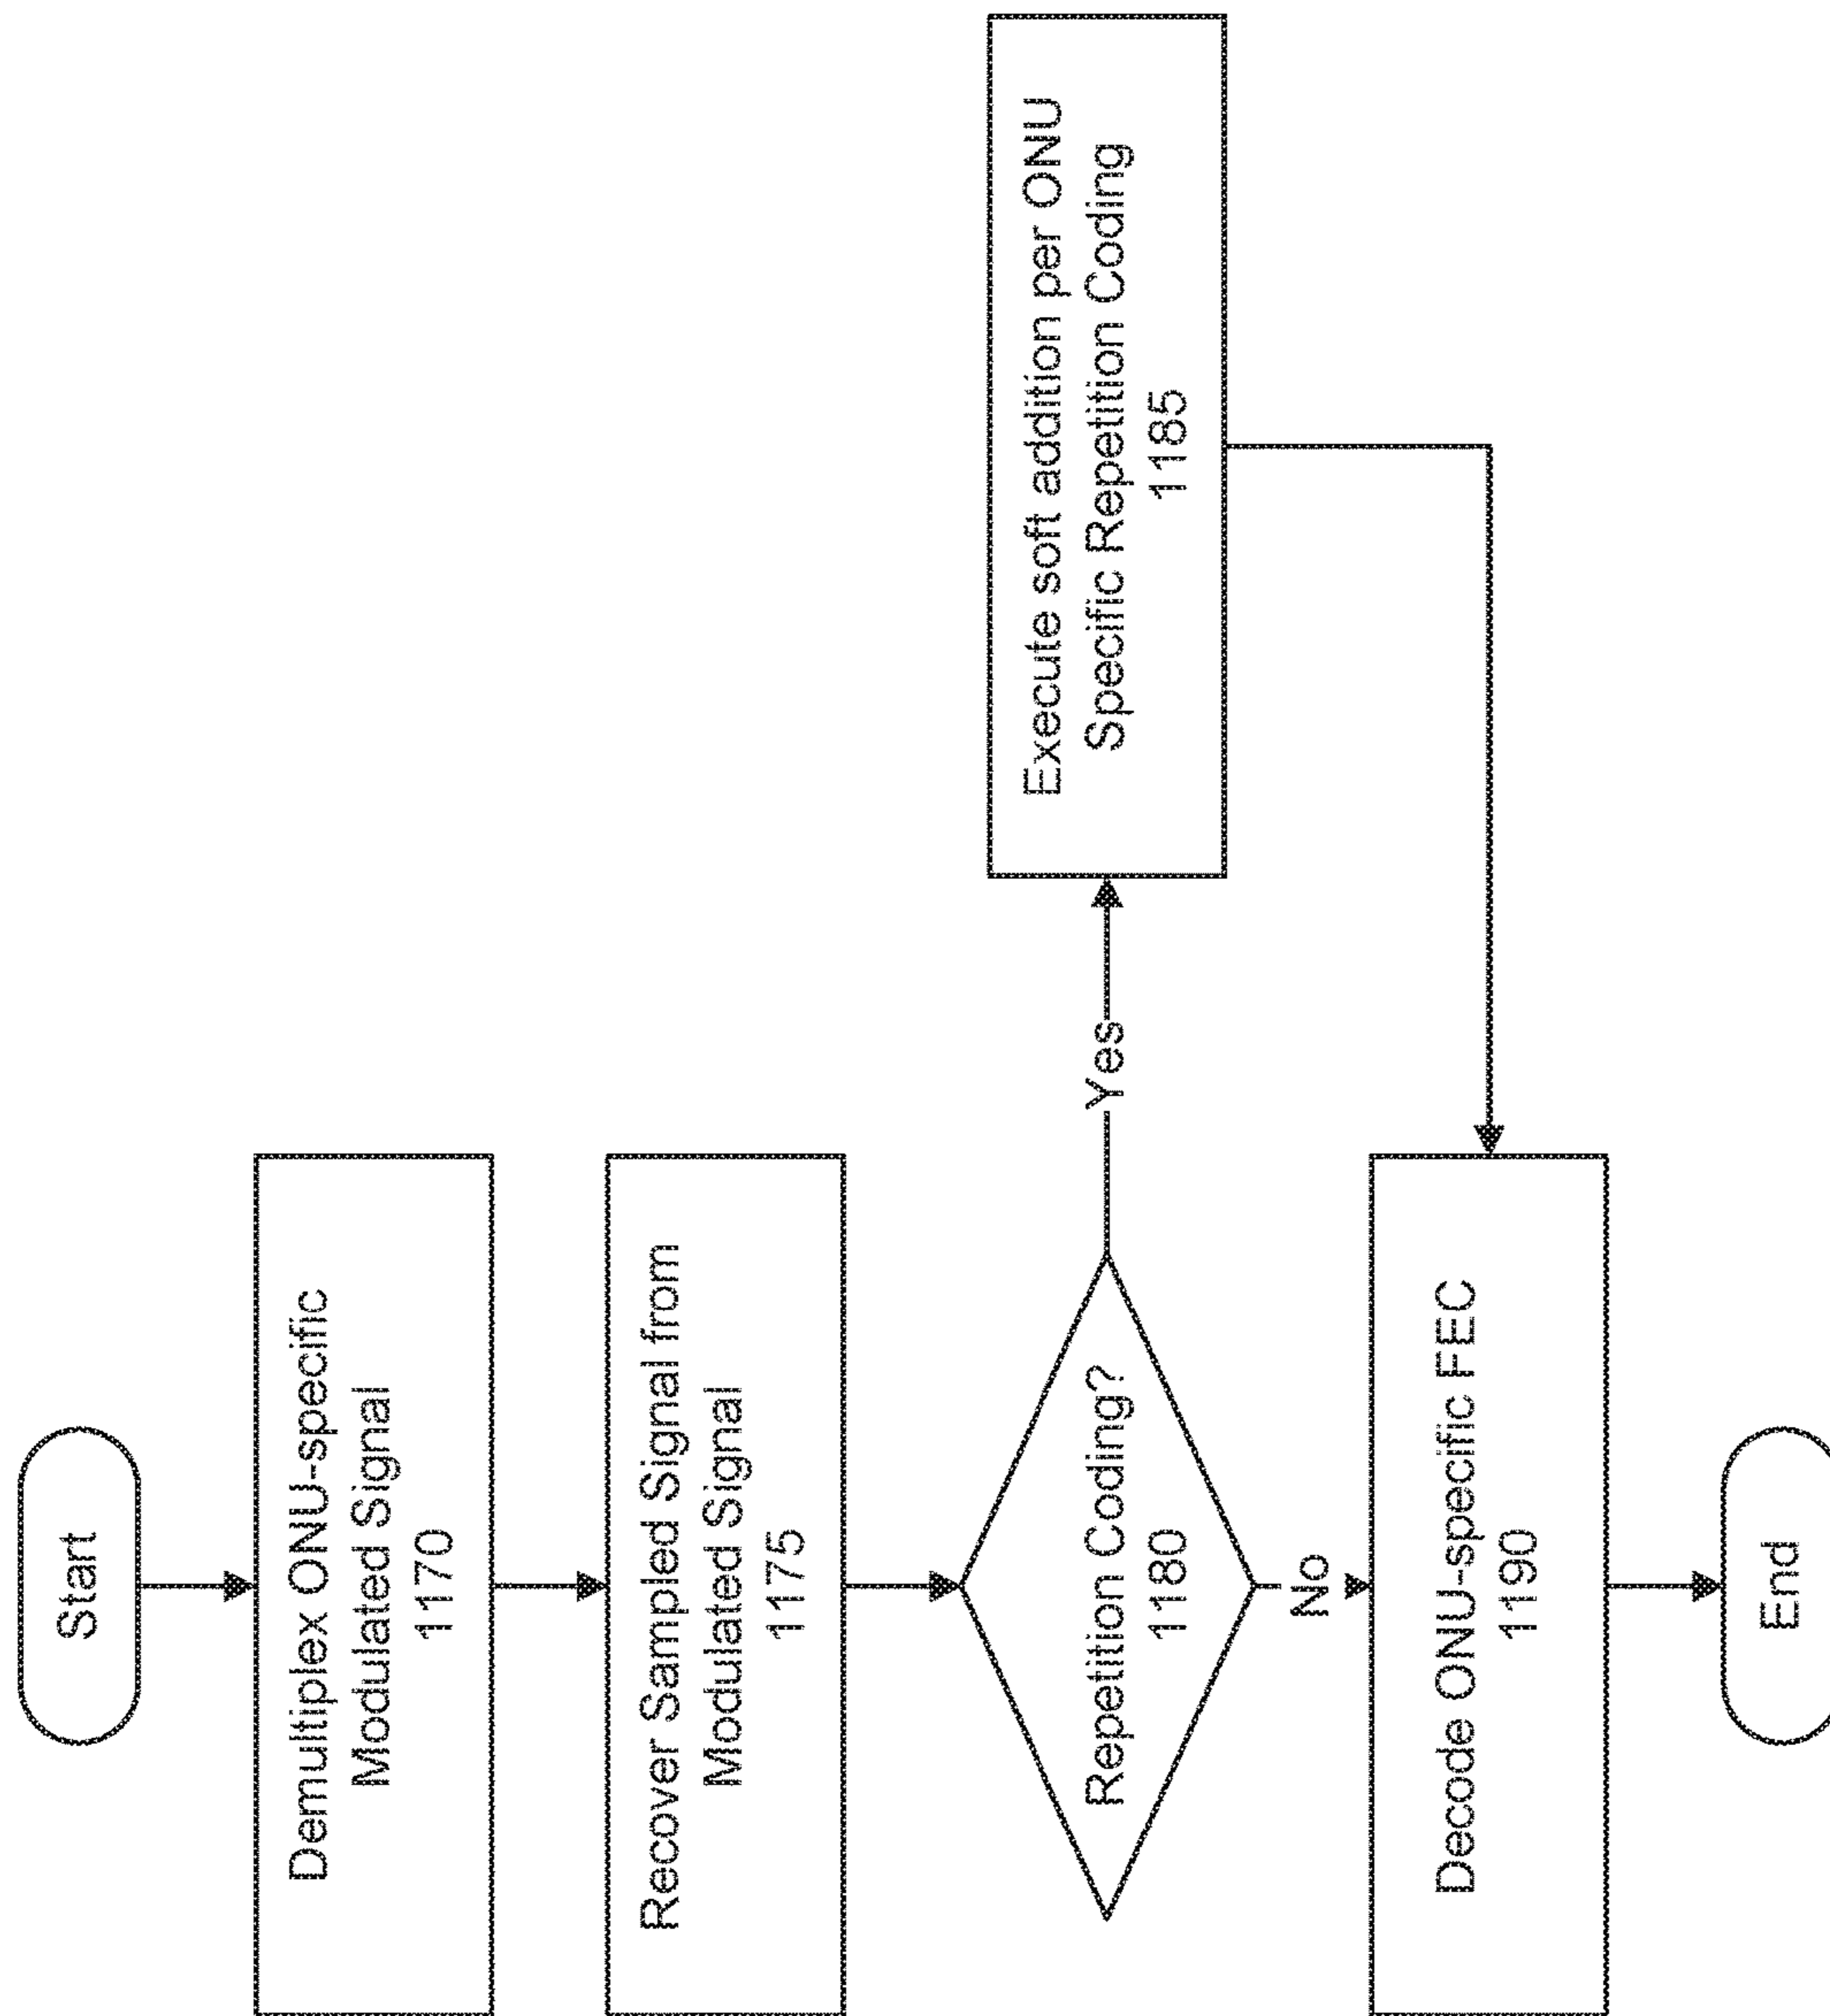 Start
Demultiplex ONU-specific
Modulated Signal
1170
Recover Sampled Signal from
Modulated Signal
1175
Repetition Coding?
1180
Yes
Execute soft addition per ONU
Specific Repetition Coding
1185
No
Decode ONU-specific FEC
1190
End